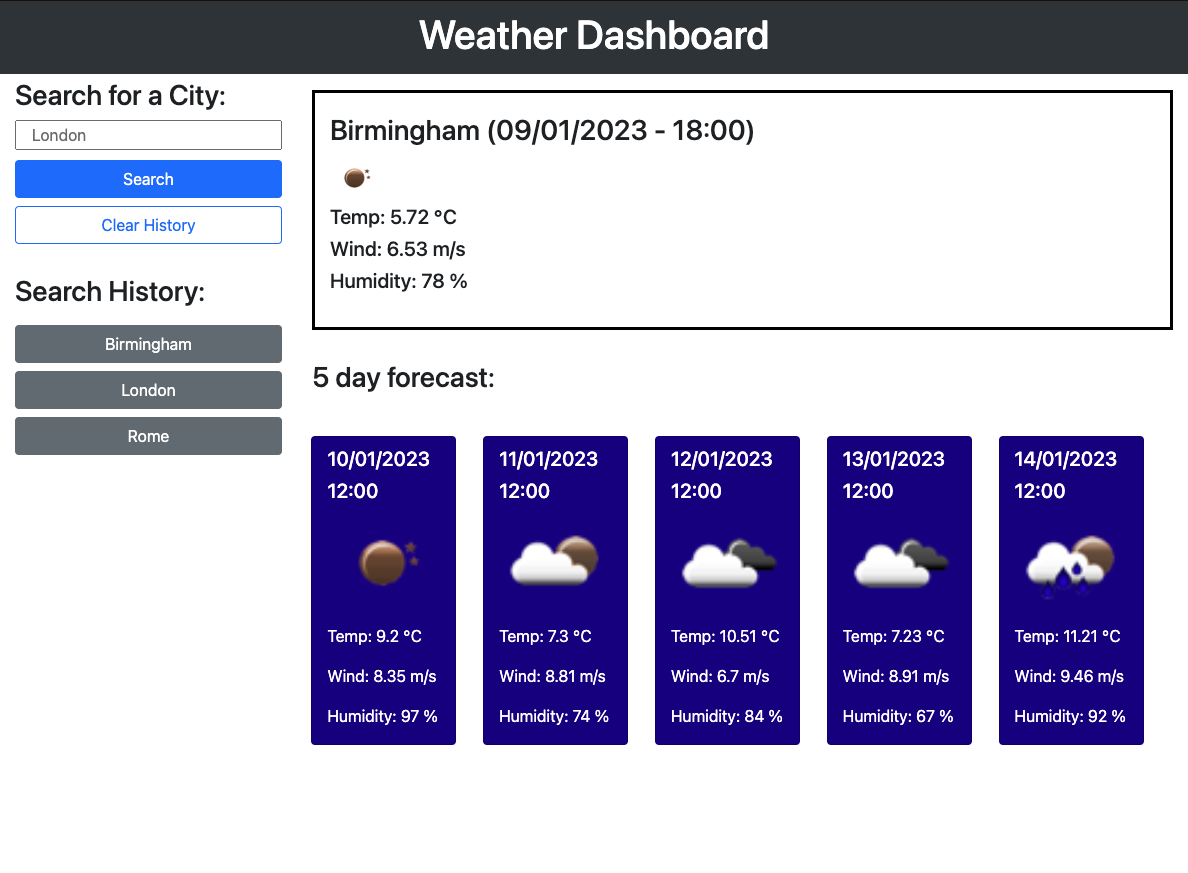 Weather Dashboard
Search for a City:
London
Search
Clear History
Search History:
Birmingham
London
Rome
Birmingham (09/01/2023 - 18:00)
Temp: 5.72 °C
Wind: 6.53 m/s
Humidity: 78 %
5 day forecast:
10/01/2023
12:00
Temp: 9.2 °C
Wind: 8.35 m/s
Humidity: 97 %
11/01/2023
12:00
Temp: 7.3 °C
Wind: 8.81 m/s
Humidity: 74 %
12/01/2023
12:00
Temp: 10.51 °C
Wind: 6.7 m/s
Humidity: 84 %
13/01/2023
12:00
Temp: 7.23 °C
Wind: 8.91 m/s
Humidity: 67 %
14/01/2023
12:00
Temp: 11.21 °C
Wind: 9.46 m/s
Humidity: 92 %